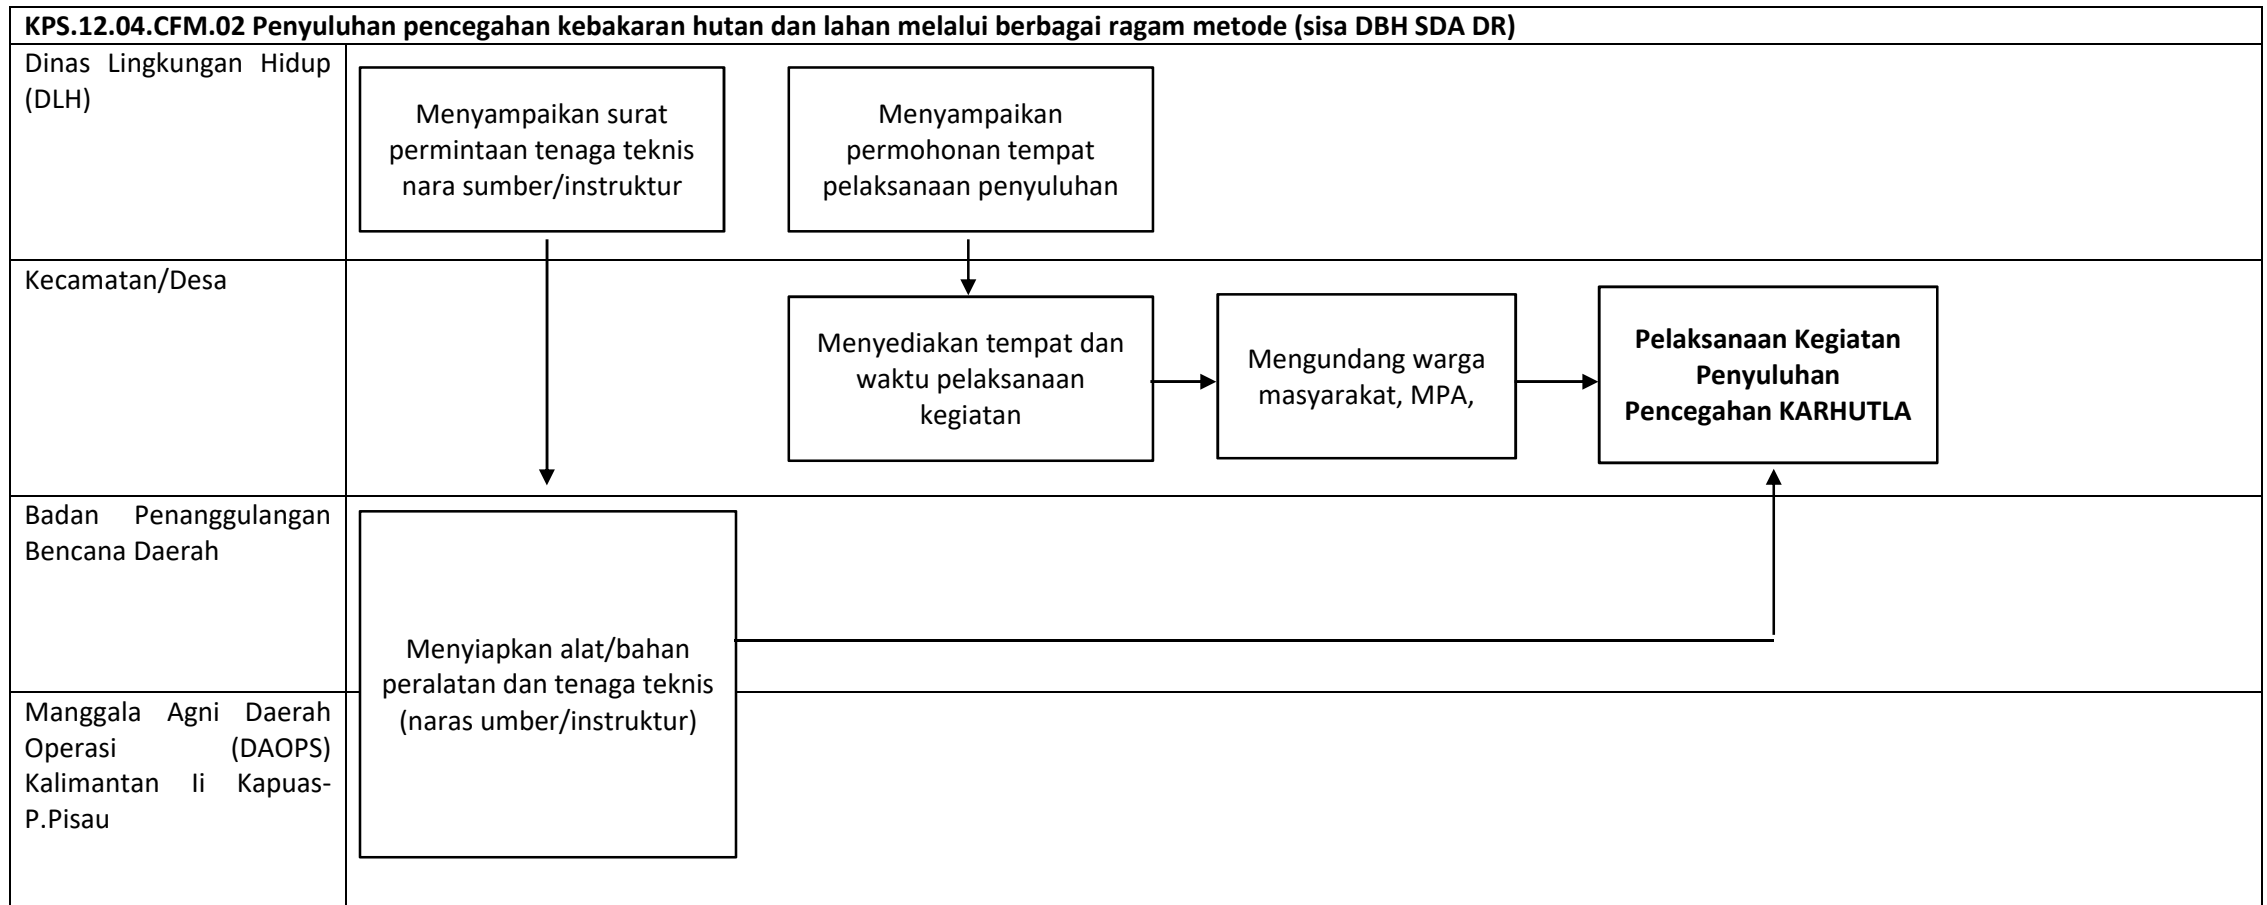 KPS.12.04.CFM.02 Penyuluhan pencegahan kebakaran hutan dan lahan melalui berbagai ragam metode (sisa DBH SDA DR)
Dinas Lingkungan Hidup
(DLH)
Menyampaikan surat
permintaan tenaga teknis
nara sumber/instruktur
Menyampaikan
permohonan tempat
pelaksanaan penyuluhan
Kecamatan/Desa
Menyediakan tempat dan
waktu pelaksanaan
kegiatan
Mengundang warga
masyarakat, MPA,
Pelaksanaan Kegiatan
Penyuluhan
Pencegahan KARHUTLA
Badan Penanggulangan
Bencana Daerah
Menyiapkan alat/bahan
peralatan dan tenaga teknis
(naras umber/instruktur)
Manggala Agni Daerah
Operasi (DAOPS)
Kalimantan Ii Kapuas-
P.Pisau